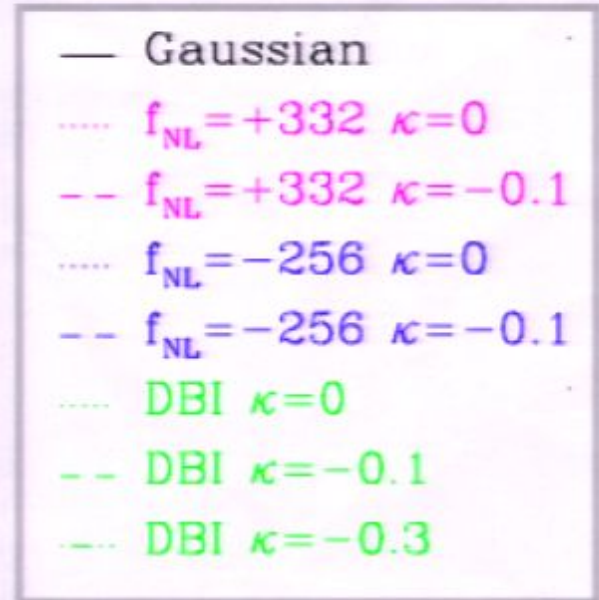 Gaussian
f_NL=+332 κ=0
f_NL=+332 κ=−0.1
f_NL=−256 κ=0
f_NL=−256 κ=−0.1
DBI κ=0
DBI κ=−0.1
DBI κ=−0.3